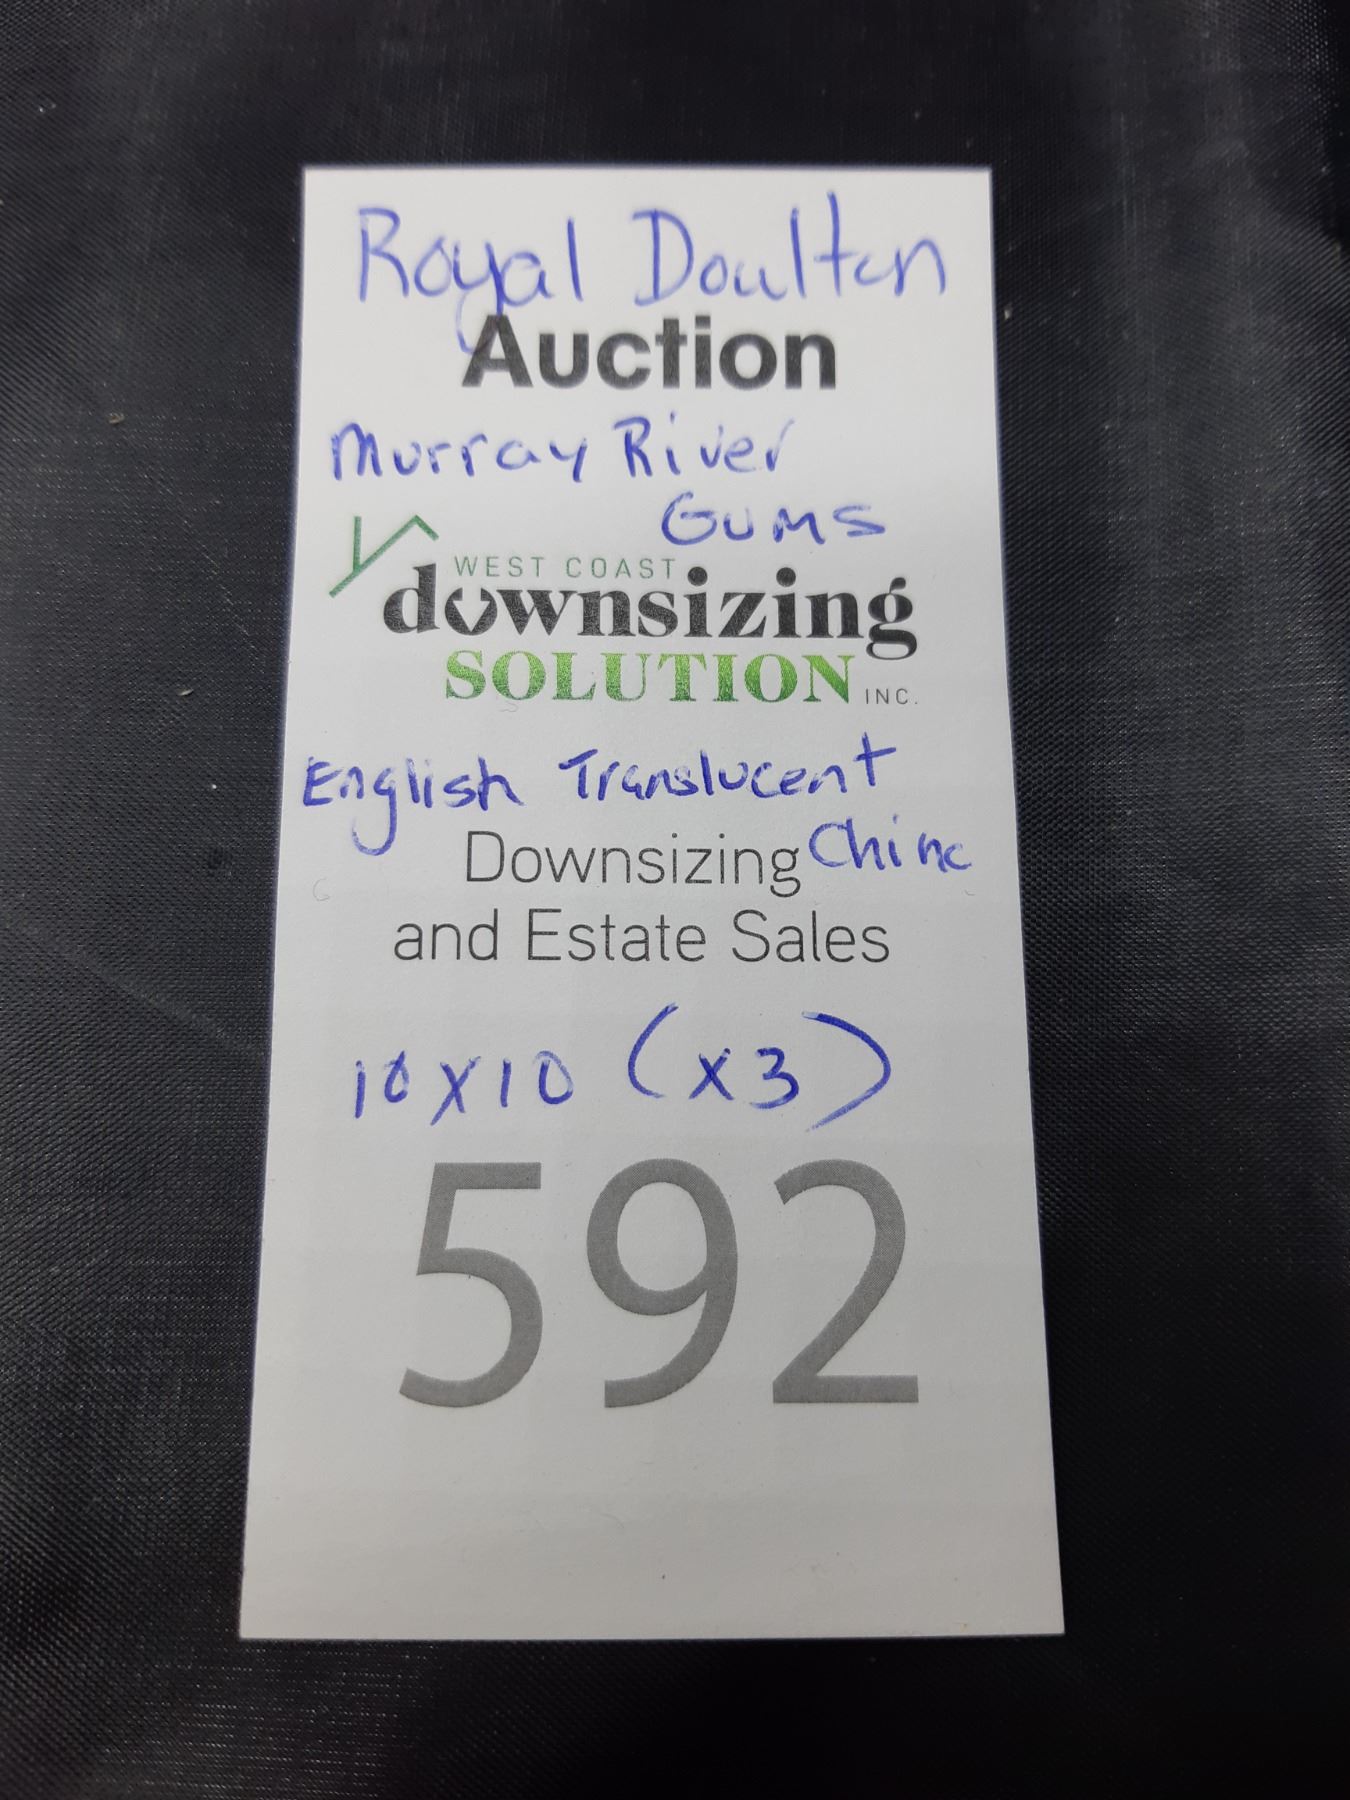 Royal Doulton
Auction
Murray River
Gums
WEST COAST
downsizing
SOLUTION INC.
English Translucent
China
Downsizing
and Estate Sales
10x10 (x3)
592